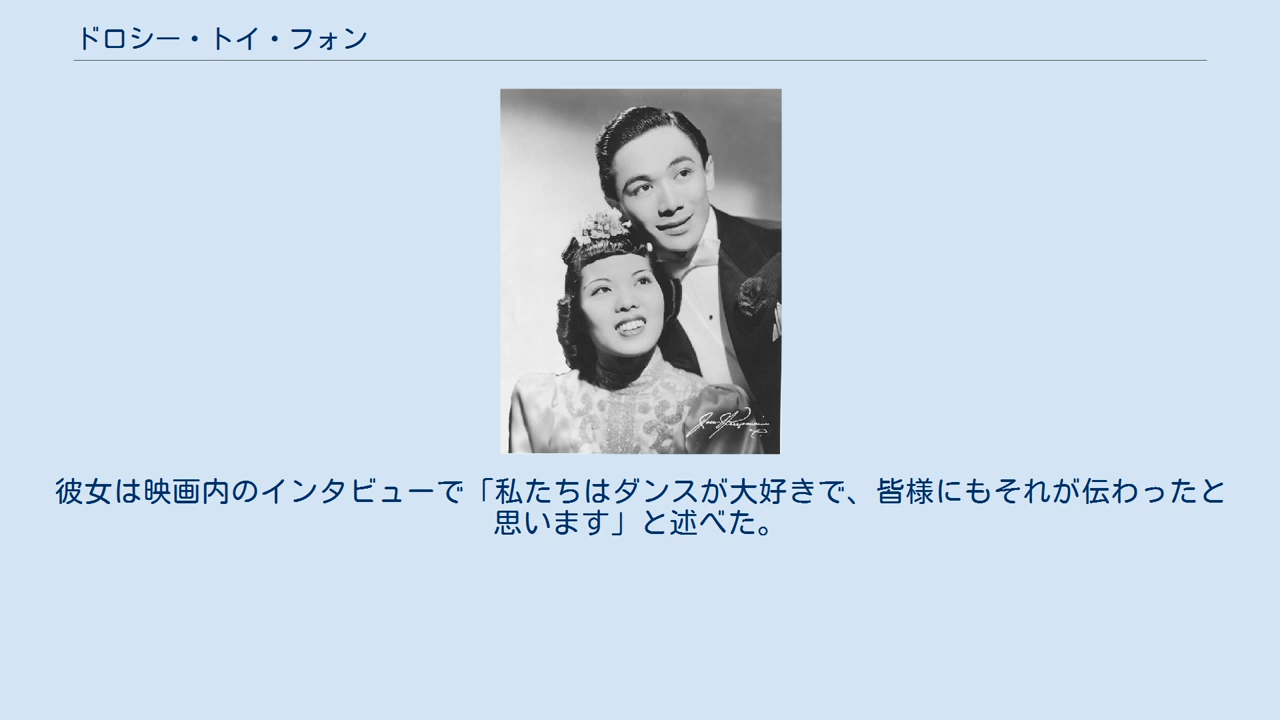 ドロシー・トイ・フォン
彼女は映画内のインタビューで「私たちはダンスが大好きで、皆様にもそれが伝わったと
思います」と述べた。